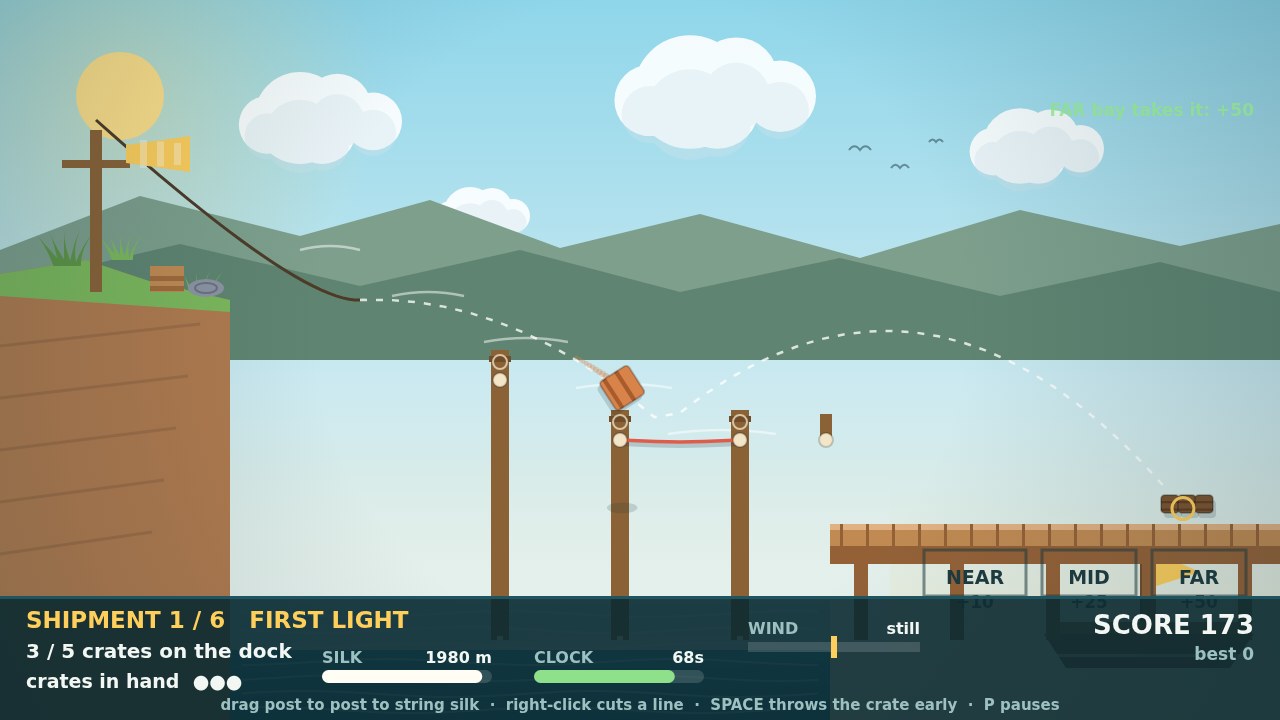 FAR bay takes it: +50
NEAR
MID
FAR
+10
+25
+50
SHIPMENT 1 / 6 FIRST LIGHT
3 / 5 crates on the dock
crates in hand
SILK 1980 m
CLOCK 68s
WIND still
SCORE 173
best 0
drag post to post to string silk · right-click cuts a line · SPACE throws the crate early · P pauses